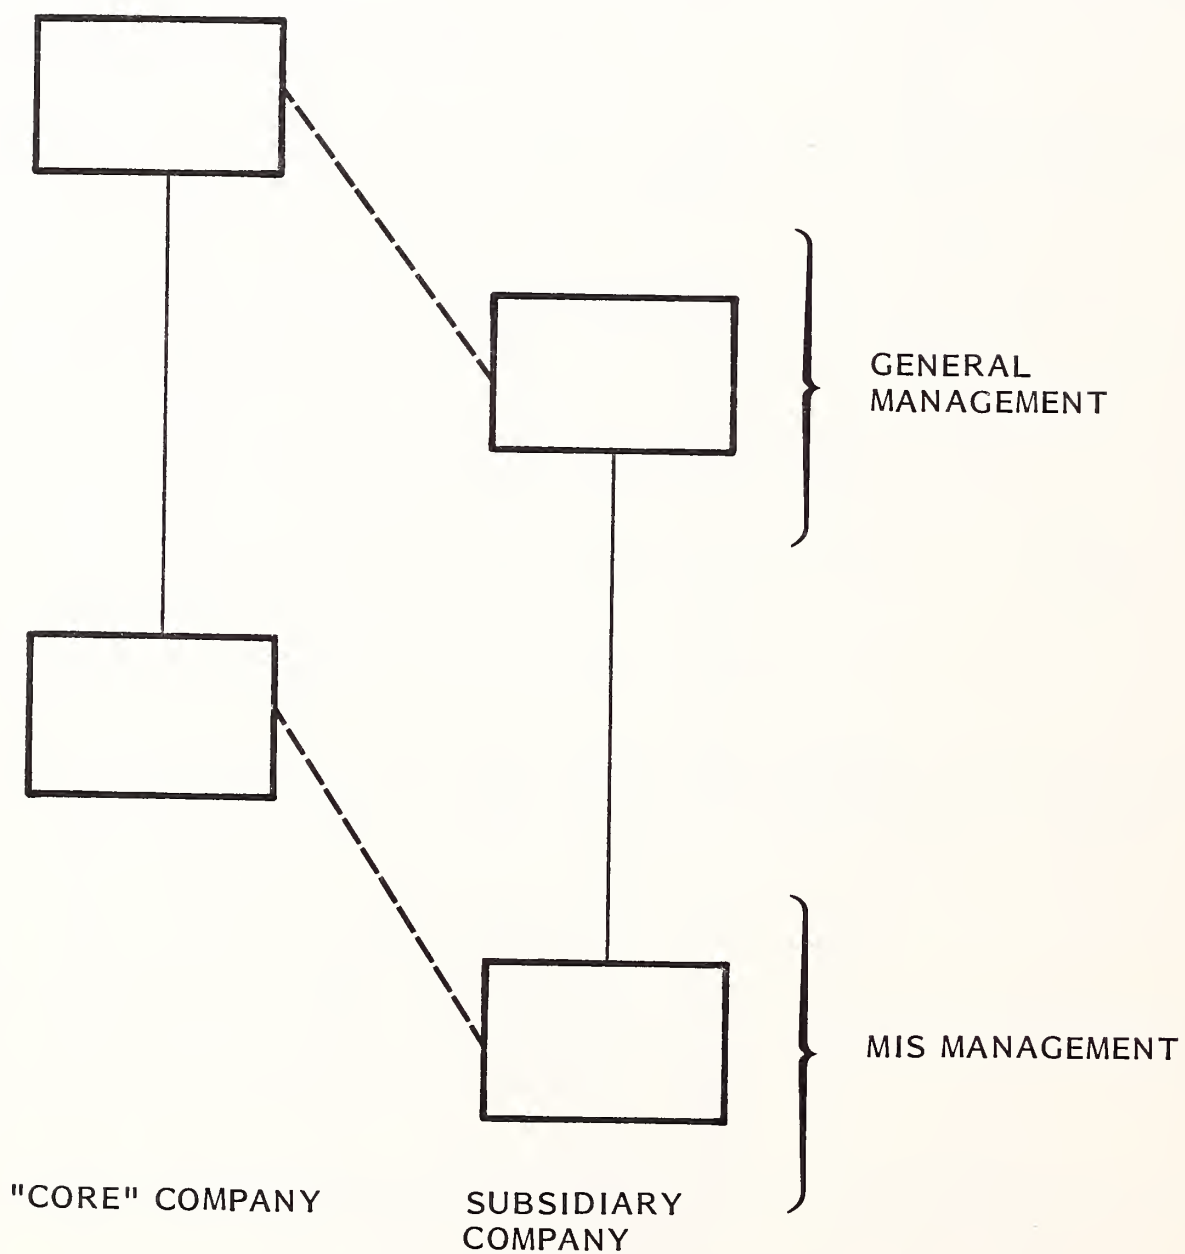 GENERAL
MANAGEMENT
MIS MANAGEMENT
"CORE" COMPANY
SUBSIDIARY
COMPANY